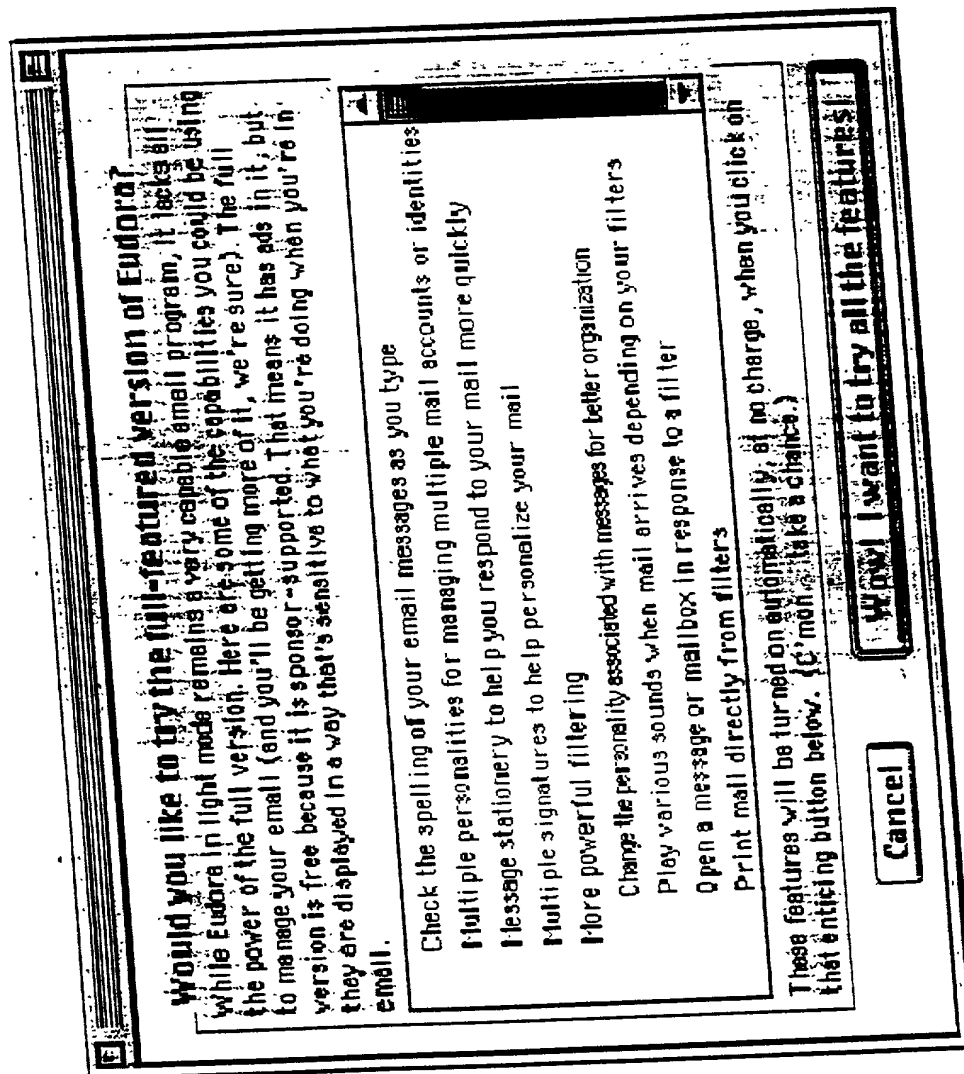 Would you like to try the full-featured version of Eudora?
While Eudora in light mode remains a very capable email program, it lacks all
the power of the full version. Here are some of the capabilities you could be using
to manage your email (and you'll be getting more of it, we're sure). The full
version is free because it is sponsor-supported. That means it has ads in it, but
they are displayed in a way that's sensitive to what you're doing when you're in
email.
Check the spelling of your email messages as you type
Multiple personalities for managing multiple mail accounts or identities
Message stationery to help you respond to your mail more quickly
Multiple signatures to help personalize your mail
More powerful filtering
Change the personality associated with messages for better organization
Play various sounds when mail arrives depending on your filters
Open a message or mailbox in response to a filter
Print mail directly from filters
These features will be turned on automatically, at no charge, when you click on
that enticing button below. (C'mon, take a chance.)
Cancel
Wow! I want to try all the features!